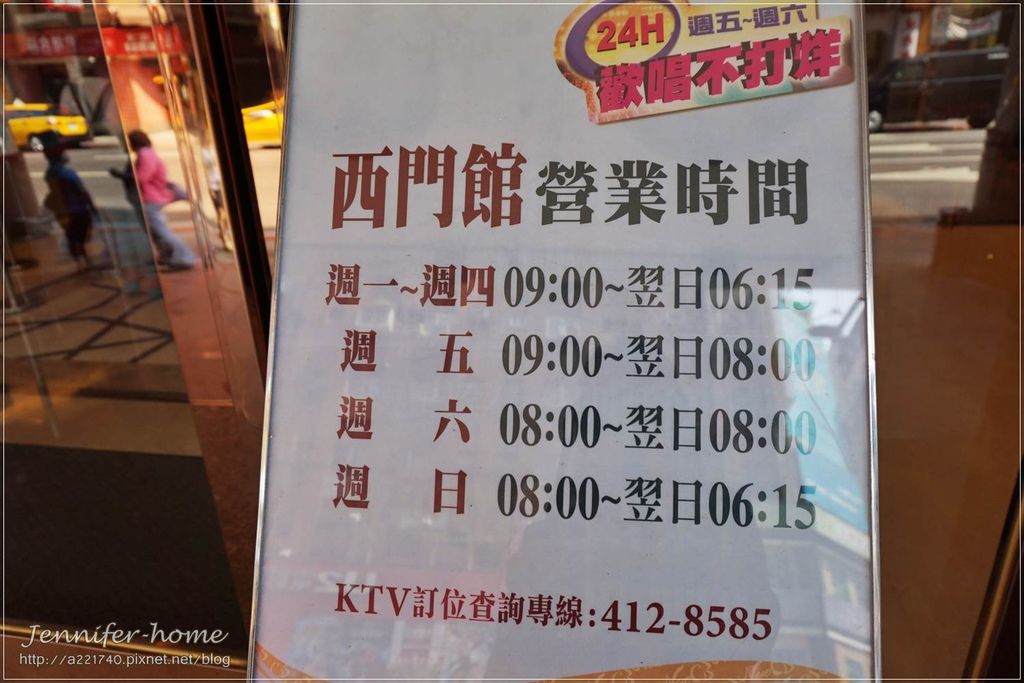 24H 週五~週六
歡唱不打烊
西門館 營業時間
週一~週四 09:00~翌日06:15
週 五 09:00~翌日08:00
週 六 08:00~翌日08:00
週 日 08:00~翌日06:15
KTV訂位查詢專線:412-8585
Jennifer-home
http://a221740.pixnet.net/blog